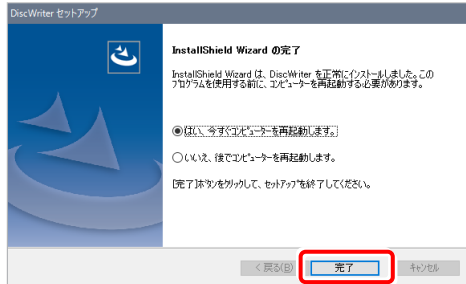 DiscWriter セットアップ
InstallShield Wizard の完了
InstallShield Wizard は、DiscWriter を正常にインストールしました。この
プログラムを使用する前に、コンピューターを再起動する必要があります。
はい、今すぐコンピューターを再起動します。
いいえ、後でコンピューターを再起動します。
[完了]ボタンをクリックして、セットアップを終了してください。
< 戻る(B)
完了
キャンセル